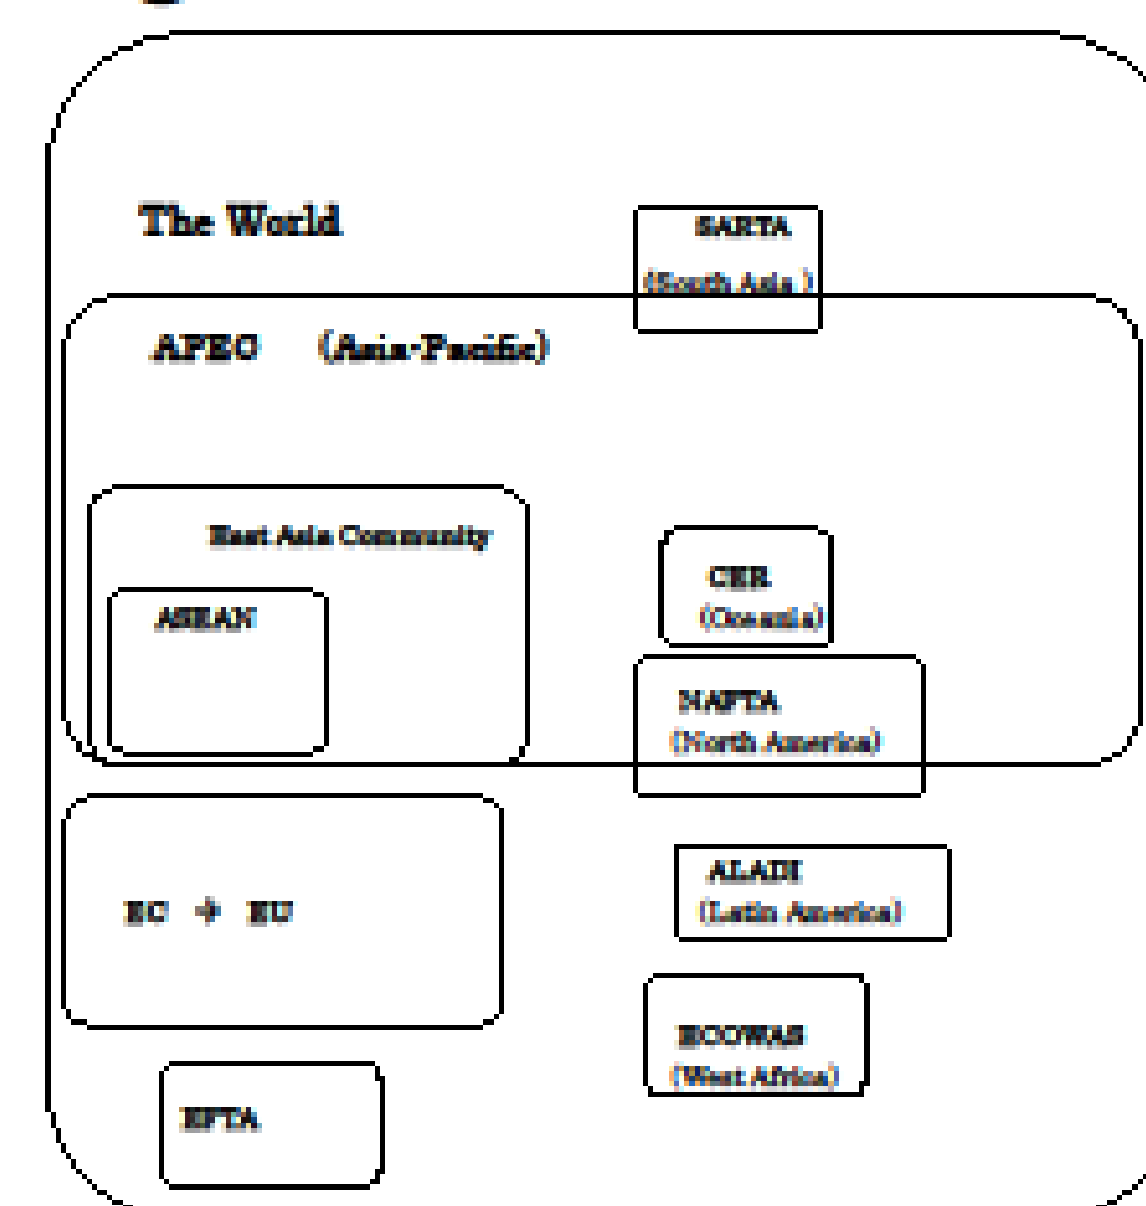 The World
SARTA
(South Asia )
APEC (Asia-Pacific)
East Asia Community
ASEAN
CER
(Oceania)
NAFTA
(North America)
EC → EU
ALADI
(Latin America)
ECOWAS
(West Africa)
EFTA